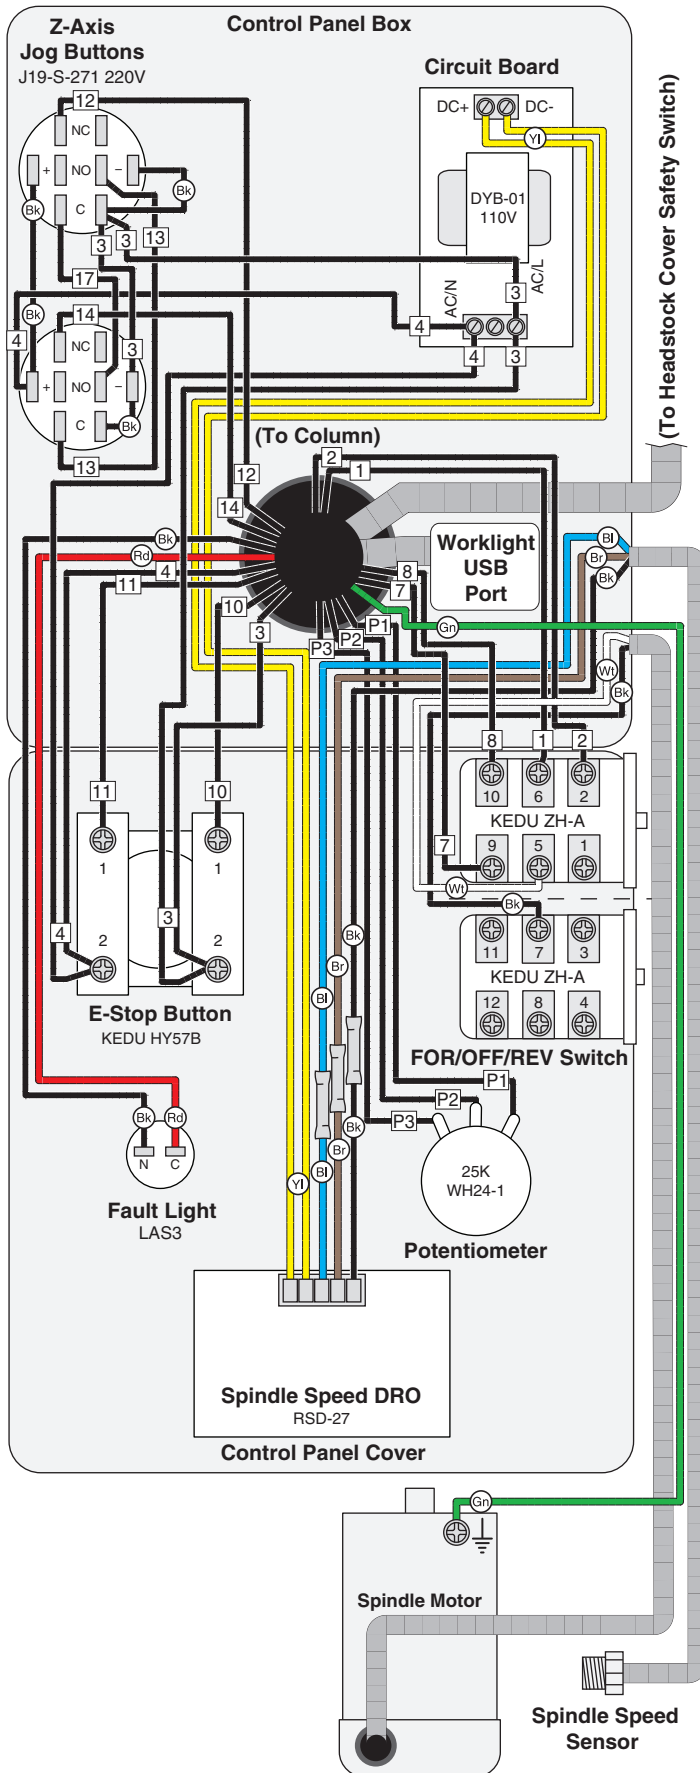 Control Panel Box
Z-Axis
Jog Buttons
J19-S-271 220V
Circuit Board
DC+
DC-
Yl
DYB-01
110V
AC/N
AC/L
(To Headstock Cover Safety Switch)
12
NC
+
NO
−
C
Bk
Bk
3
3
13
17
14
4
Bk
3
4
3
4
3
NC
+
NO
−
C
Bk
13
(To Column)
2
1
12
14
Bk
Rd
4
11
10
3
8
7
P1
P2
P3
Gn
Worklight
USB
Port
Bl
Br
Bk
Wt
Bk
8
1
2
10
6
2
KEDU ZH-A
9
5
1
7
Wt
Bk
11
7
3
KEDU ZH-A
12
8
4
FOR/OFF/REV Switch
11
10
1
1
4
3
2
2
E-Stop Button
KEDU HY57B
Bk
Br
Bl
Bk
Rd
N
C
Fault Light
LAS3
P1
P2
P3
25K
WH24-1
Potentiometer
Bk
Br
Bl
Yl
Spindle Speed DRO
RSD-27
Control Panel Cover
Gn
Spindle Motor
Spindle Speed
Sensor